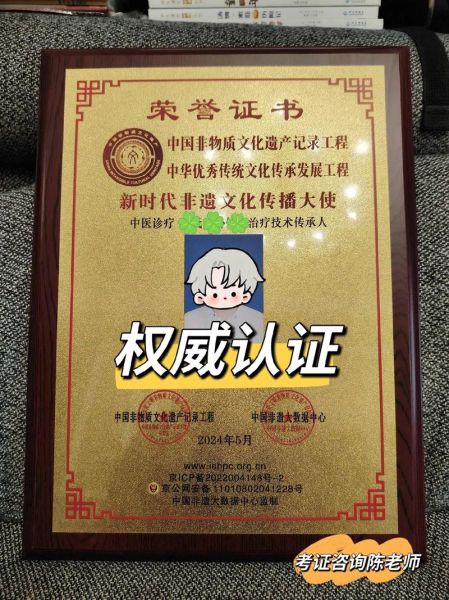 荣誉证书
中国非物质文化遗产记录工程
中华优秀传统文化传承发展工程
新时代非遗文化传播大使
中医诊疗
治疗技术传承人
权威认证
中国非物质文化遗产记录工程
中国非遗大数据中心
2024年5月
www.ishpc.org.cn
京ICP备2022004148号-2
京公网安备 11010802041228号
中国非遗大数据中心监制
考证咨询陈老师